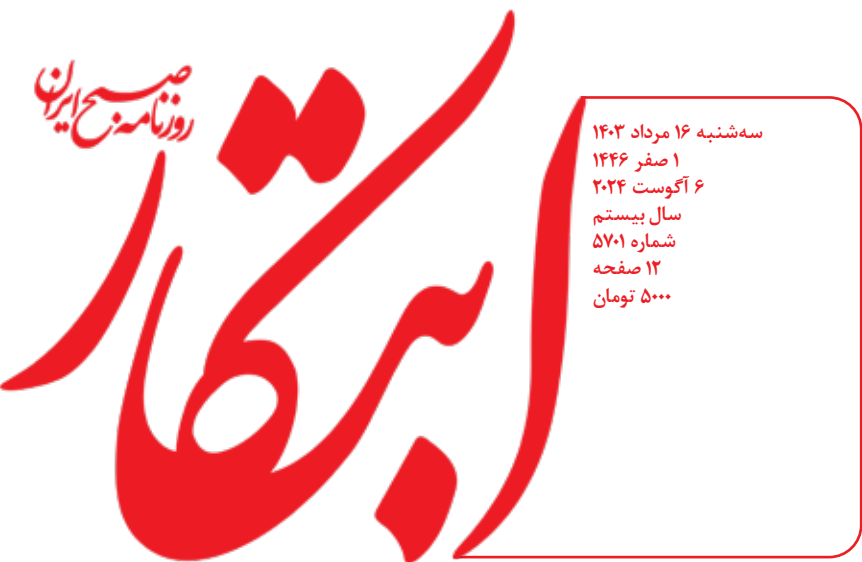 ابتکار
روزنامه صبح ایران
سه‌شنبه ۱۶ مرداد ۱۴۰۳
۱ صفر ۱۴۴۶
۶ آگوست ۲۰۲۴
سال بیستم
شماره ۵۷۰۱
۱۲ صفحه
۵۰۰۰ تومان